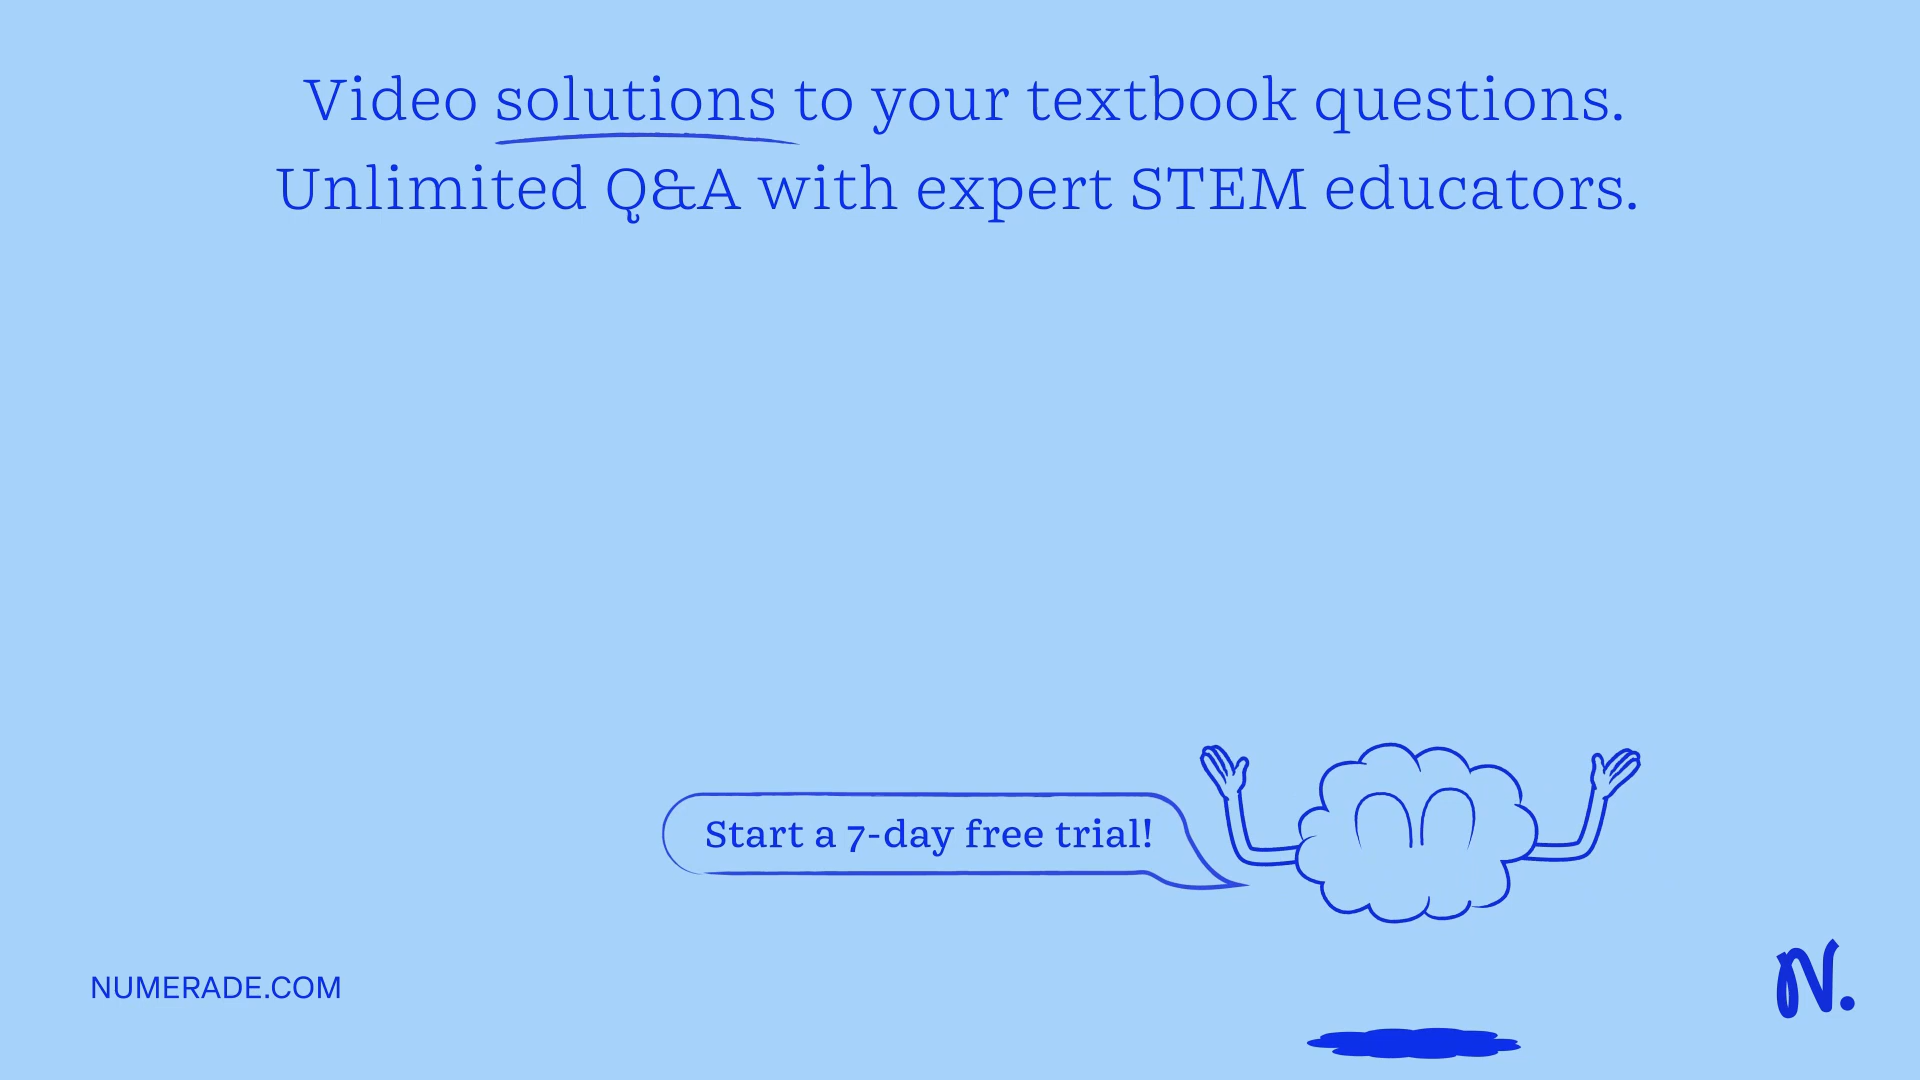 Video solutions to your textbook questions.
Unlimited Q&A with expert STEM educators.
Start a 7-day free trial!
NUMERADE.COM
N.